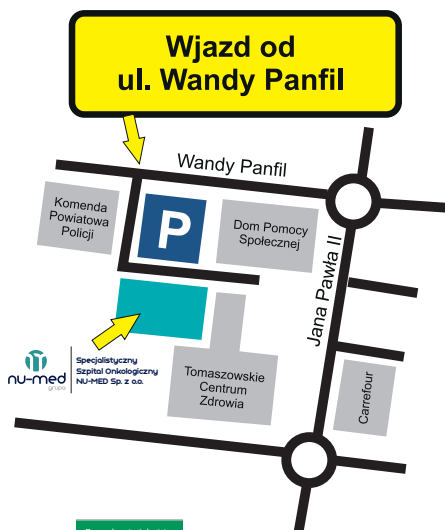 Wjazd od
ul. Wandy Panfil
Wandy Panfil
Komenda
Powiatowa
Policji
P
Dom Pomocy
Społecznej
Jana Pawła II
nu-med
grupa
Specjalistyczny
Szpital Onkologiczny
NU-MED Sp. z o.o.
Tomaszowskie
Centrum
Zdrowia
Carrefour